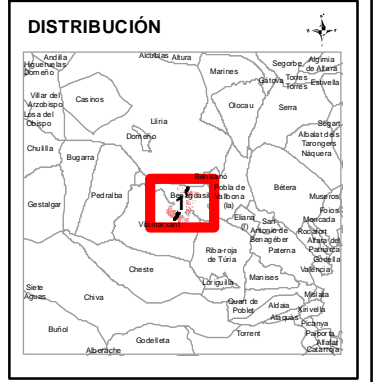 DISTRIBUCIÓN
Andilla
Alcublas
Altura
Higueruelas
Domeño
Marines
Segorbe
Algimia
de Alfara
Gátova
Torres
Torres
Estivella
Villar del
Arzobispo
Casinos
Olocau
Serra
Losa del
Obispo
Llíria
Segart
Domeño
Albalat dels
Tarongers
Náquera
Chulilla
Bugarra
Benisanó
Gestalgar
Pedralba
Benaguasil
1
Pobla de
Vallbona
(la)
Bétera
Museros
Foios
Moncada
Vilamarxant
Eliana
(l')
San
Antonio de
Benagéber
Rocafort
Alfara del
Patriarca
Godella
Paterna
Riba-roja
de Túria
València
Cheste
Loriguilla
Manises
Siete
Aguas
Chiva
Mislata
Quart de
Poblet
Aldaia
Xirivella
Alaquàs
Picanya
Buñol
Godelleta
Torrent
Paiporta
Alfafar
Catarroja
Alborache